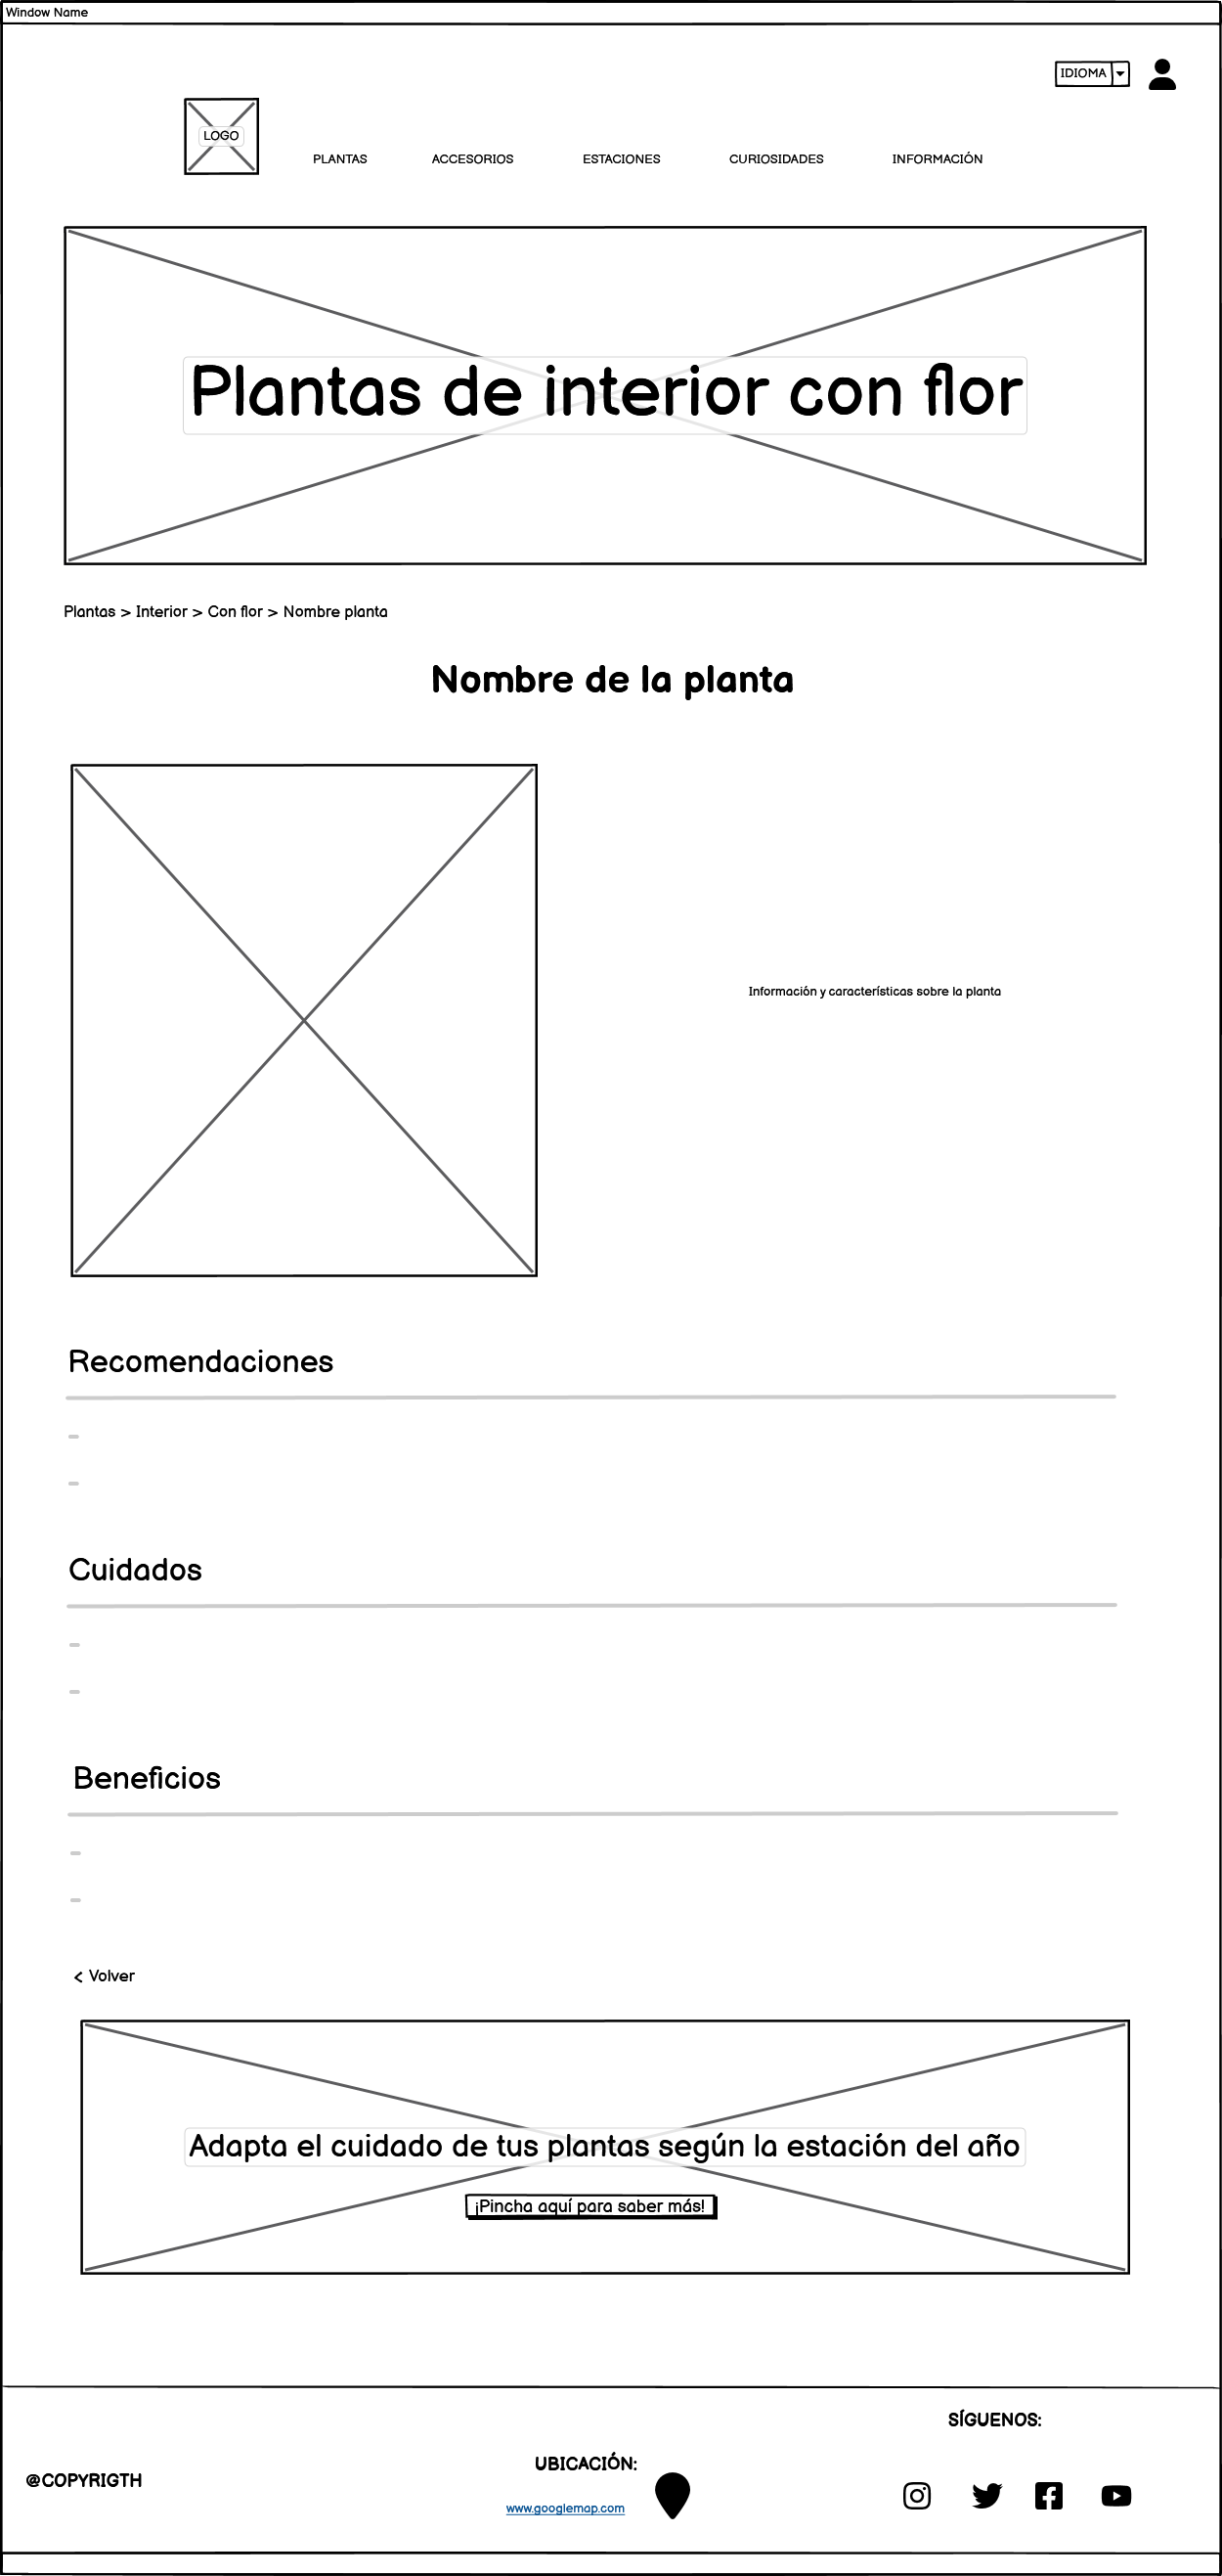 Window Name
IDIOMA
LOGO
PLANTAS
ACCESORIOS
ESTACIONES
CURIOSIDADES
INFORMACIÓN
Plantas de interior con flor
Plantas > Interior > Con flor > Nombre planta
Nombre de la planta
Información y características sobre la planta
Recomendaciones
-
-
Cuidados
-
-
Beneficios
-
-
< Volver
Adapta el cuidado de tus plantas según la estación del año
¡Pincha aquí para saber más!
SÍGUENOS:
UBICACIÓN:
@COPYRIGTH
www.googlemap.com